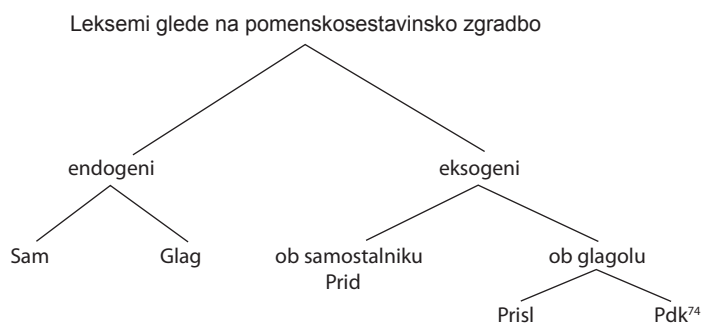 Leksemi glede na pomenskosestavinsko zgradbo
endogeni eksogeni
Sam Glag ob samostalniku ob glagolu
Prid
Prisl Pdk74